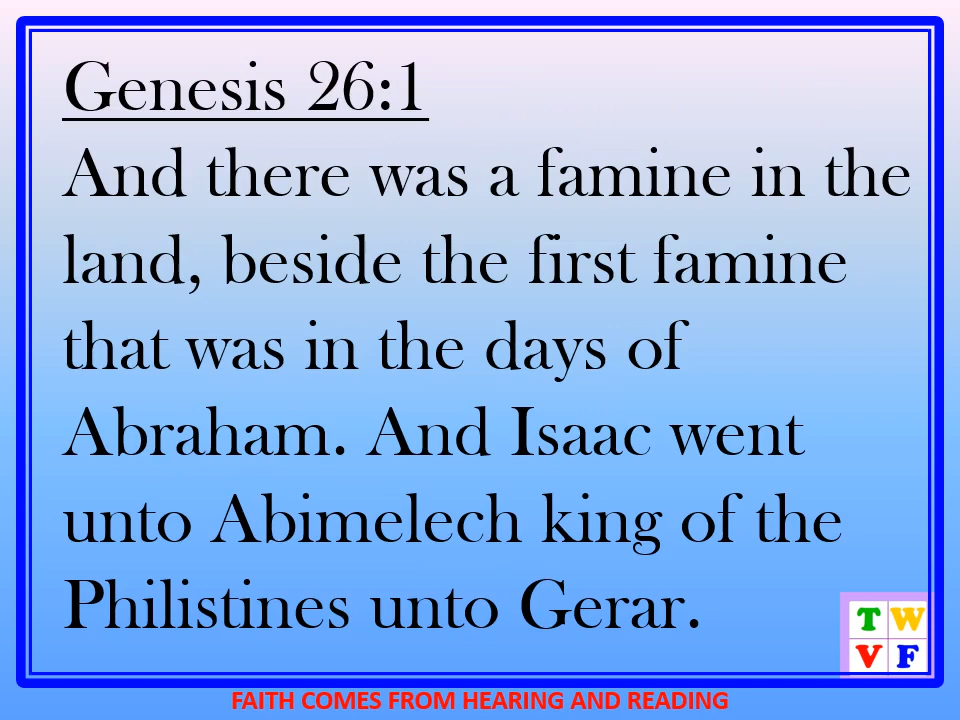 Genesis 26:1
And there was a famine in the
land, beside the first famine
that was in the days of
Abraham. And Isaac went
unto Abimelech king of the
Philistines unto Gerar.
T W
V F
FAITH COMES FROM HEARING AND READING